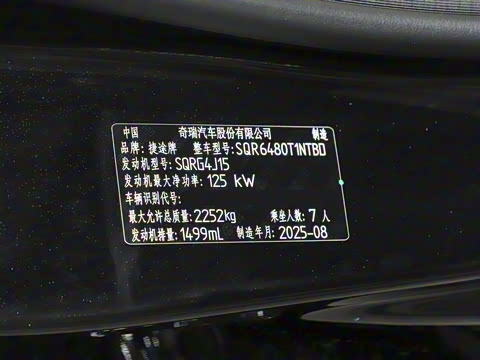 中国 奇瑞汽车股份有限公司 制造
品牌: 捷途牌 整车型号: SQR6480T1NTBD
发动机型号: SQRG4J15
发动机最大净功率: 125 kW
车辆识别代号:
最大允许总质量: 2252kg 乘坐人数: 7 人
发动机排量: 1499mL 制造年月: 2025-08